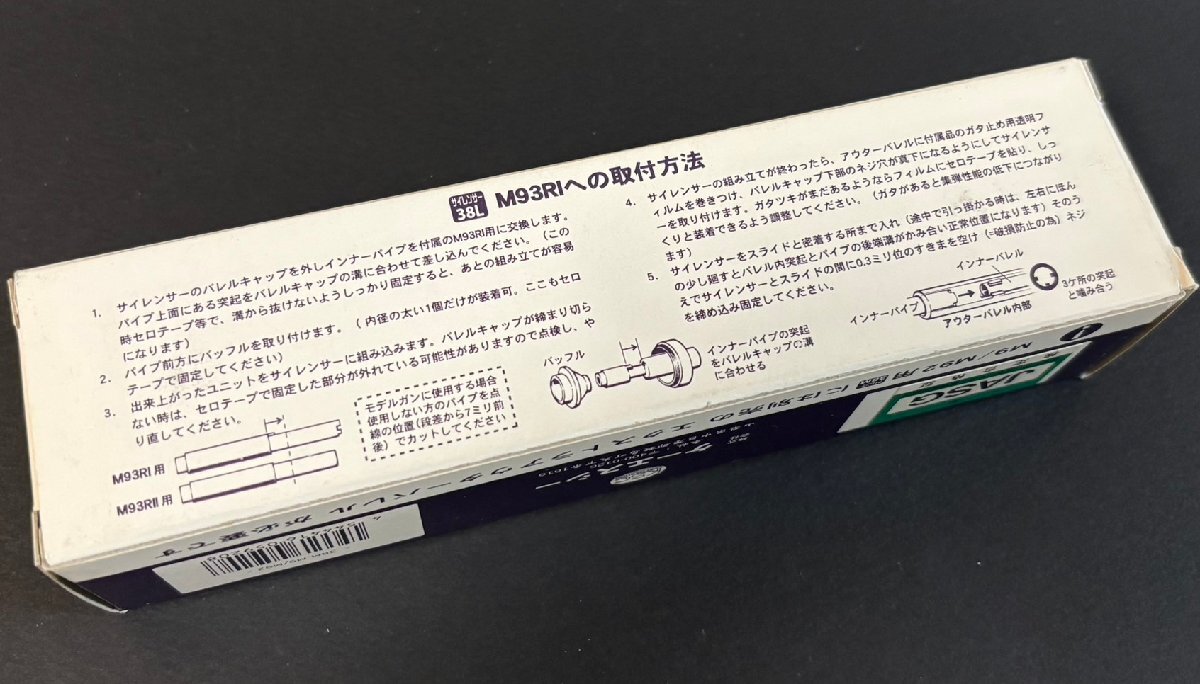 サイレンサー
38L
M93RIへの取付方法
1. サイレンサーのバレルキャップを外しインナーパイプを付属のM93RI用に交換します。
パイプ上面にある突起をバレルキャップの溝に合わせて差し込んでください。（この
時セロテープ等で、溝から抜けないようしっかり固定すると、あとの組み立てが容易
になります）
2. パイプ前方にバッフルを取り付けます。（内径の太い1個だけが装着可。ここもセロ
テープで固定してください）
3. 出来上がったユニットをサイレンサーに組み込みます。バレルキャップが締まり切ら
ない時は、セロテープで固定した部分が外れている可能性がありますので点検し、や
り直してください。
M93RI用
M93RII用
モデルガンに使用する場合
使用しない方のパイプを点
線の位置(段差から7ミリ前
後）でカットしてください
バッフル
インナーパイプの突起
をバレルキャップの溝
に合わせる
4. サイレンサーの組み立てが終わったら、アウターバレルに付属品のガタ止め用透明フ
ィルムを巻きつけ、バレルキャップ下部のネジ穴が真下になるようにしてサイレンサ
ーを取り付けます。ガタツキがまだあるようならフィルムにセロテープを貼り、しっ
くりと装着できるよう調整してください。（ガタがあると集弾性能の低下につながり
ます）
5. サイレンサーをスライドと密着する所まで入れ（途中で引っ掛かる時は、左右にほん
の少し廻すとバレル内突起とパイプの後端溝がかみ合い正常位置になります）そのう
えでサイレンサーとスライドの間に0.3ミリ位のすきまを空け（=破損防止の為）ネジ
を締め込み固定してください。
インナーバレル
インナーパイプ
アウターバレル内部
3ケ所の突起
と噛み合う
JASG
M9/M92用
には別売の
エクストラアウターバレルが必要です